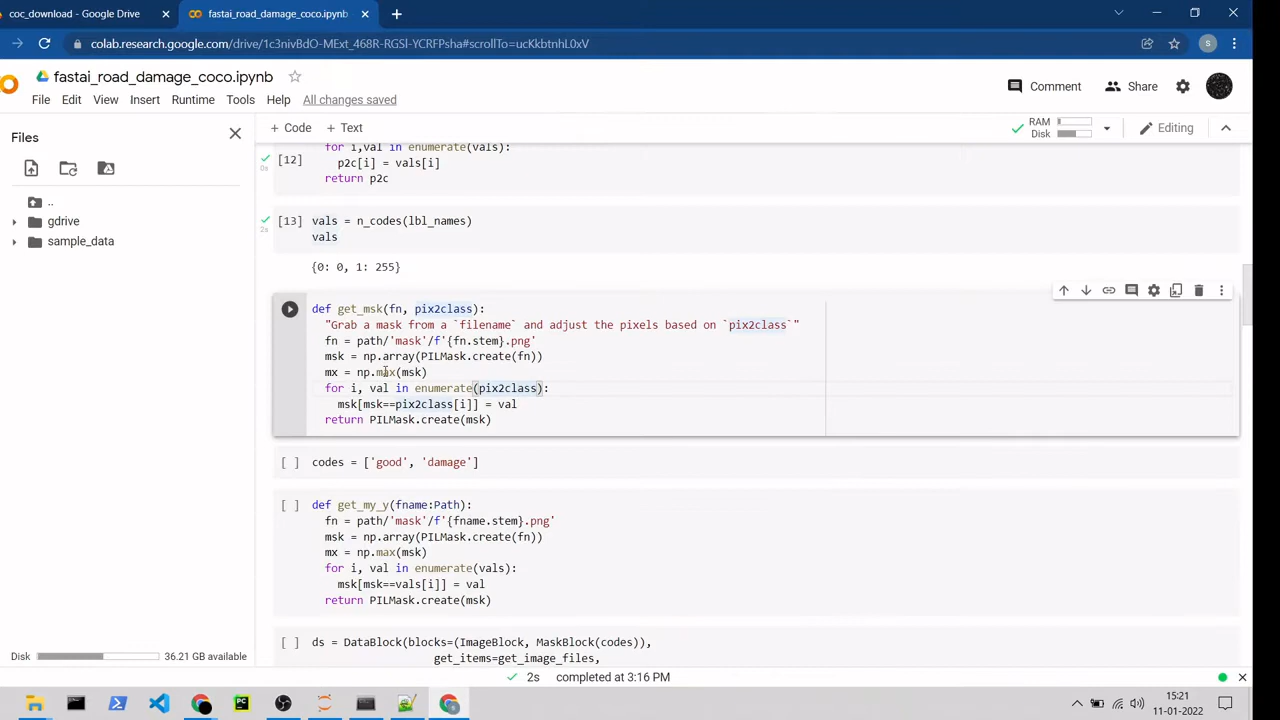 coc_download - Google Drive
fastai_road_damage_coco.ipynb
colab.research.google.com/drive/1c3nivBdO-MExt_468R-RGSl-YCRFPsha#scrollTo=ucKkbtnhL0xV
S
fastai_road_damage_coco.ipynb
Comment
Share
File Edit View Insert Runtime Tools Help All changes saved
Files
+ Code + Text
RAM
Disk
Editing
..
gdrive
sample_data
for i,val in enumerate(vals):
[12]
0s
p2c[i] = vals[i]
return p2c
[13]
2s
vals = n_codes(lbl_names)
vals
{0: 0, 1: 255}
def get_msk(fn, pix2class):
"Grab a mask from a `filename` and adjust the pixels based on `pix2class`"
fn = path/'mask'/f'{fn.stem}.png'
msk = np.array(PILMask.create(fn))
mx = np.max(msk)
for i, val in enumerate(pix2class):
msk[msk==pix2class[i]] = val
return PILMask.create(msk)
[ ] codes = ['good', 'damage']
[ ] def get_my_y(fname:Path):
fn = path/'mask'/f'{fname.stem}.png'
msk = np.array(PILMask.create(fn))
mx = np.max(msk)
for i, val in enumerate(vals):
msk[msk==vals[i]] = val
return PILMask.create(msk)
[ ] ds = DataBlock(blocks=(ImageBlock, MaskBlock(codes)),
get_items=get_image_files,
Disk 36.21 GB available
2s completed at 3:16 PM
15:21
11-01-2022